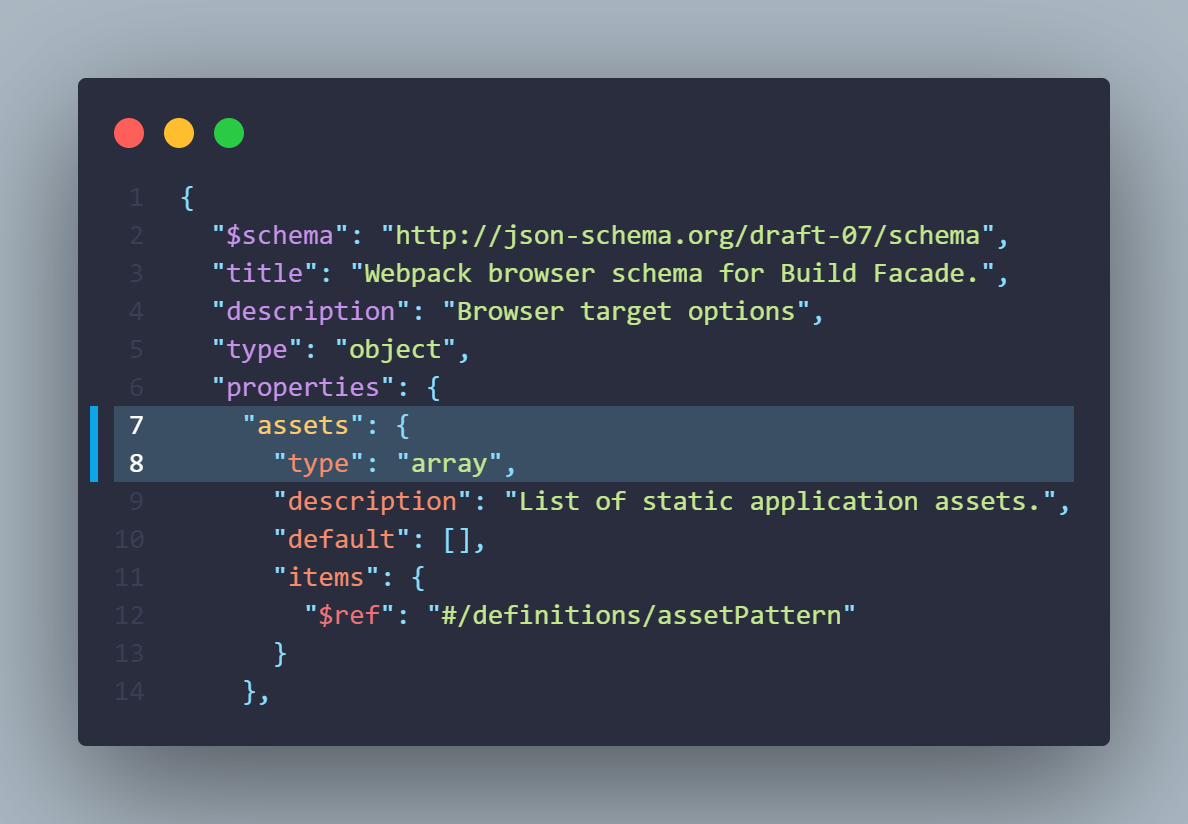 1 {
2   "$schema": "http://json-schema.org/draft-07/schema",
3   "title": "Webpack browser schema for Build Facade.",
4   "description": "Browser target options",
5   "type": "object",
6   "properties": {
7     "assets": {
8       "type": "array",
9       "description": "List of static application assets.",
10       "default": [],
11       "items": {
12         "$ref": "#/definitions/assetPattern"
13       }
14     },